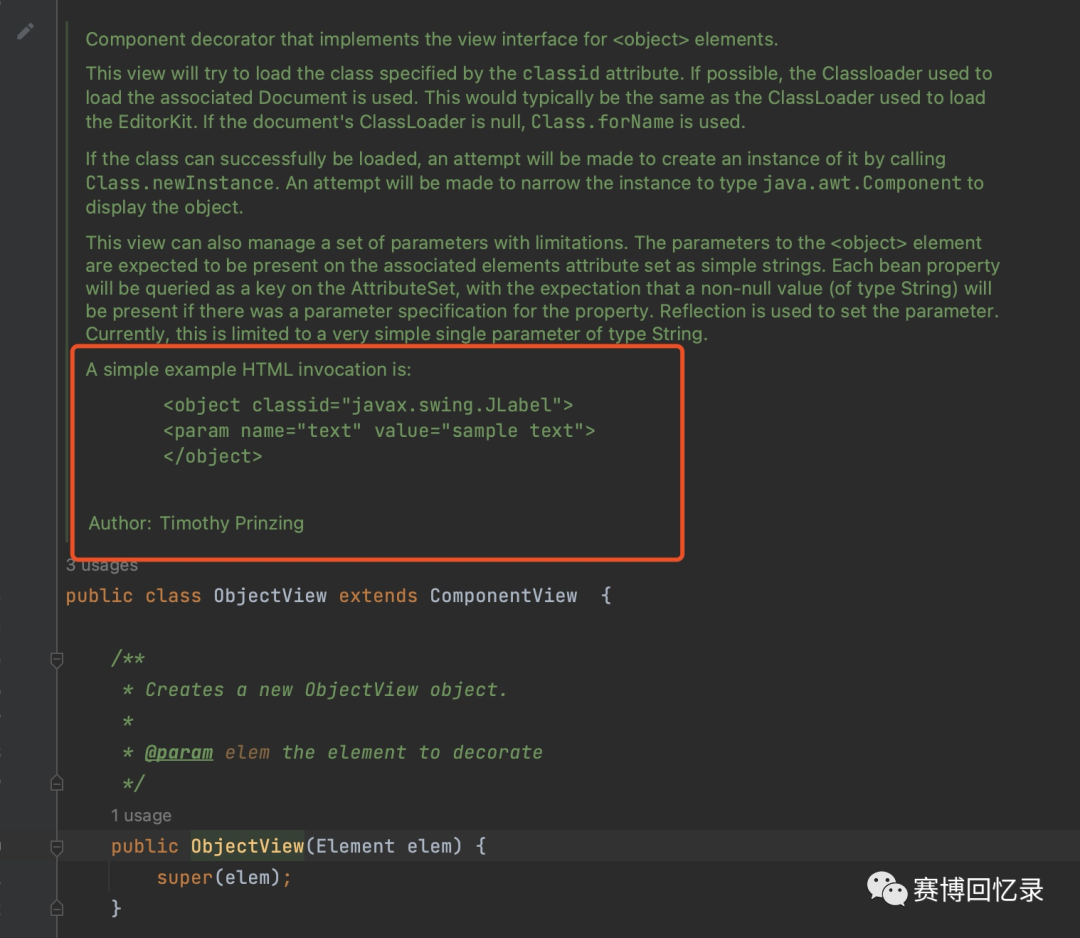 Component decorator that implements the view interface for <object> elements.
This view will try to load the class specified by the classid attribute. If possible, the Classloader used to
load the associated Document is used. This would typically be the same as the ClassLoader used to load
the EditorKit. If the document's ClassLoader is null, Class.forName is used.
If the class can successfully be loaded, an attempt will be made to create an instance of it by calling
Class.newInstance. An attempt will be made to narrow the instance to type java.awt.Component to
display the object.
This view can also manage a set of parameters with limitations. The parameters to the <object> element
are expected to be present on the associated elements attribute set as simple strings. Each bean property
will be queried as a key on the AttributeSet, with the expectation that a non-null value (of type String) will
be present if there was a parameter specification for the property. Reflection is used to set the parameter.
Currently, this is limited to a very simple single parameter of type String.
A simple example HTML invocation is:
<object classid="javax.swing.JLabel">
<param name="text" value="sample text">
</object>
Author: Timothy Prinzing
3 usages
public class ObjectView extends ComponentView {
/**
* Creates a new ObjectView object.
*
* @param elem the element to decorate
*/
1 usage
public ObjectView(Element elem) {
super(elem);
}
赛博回忆录